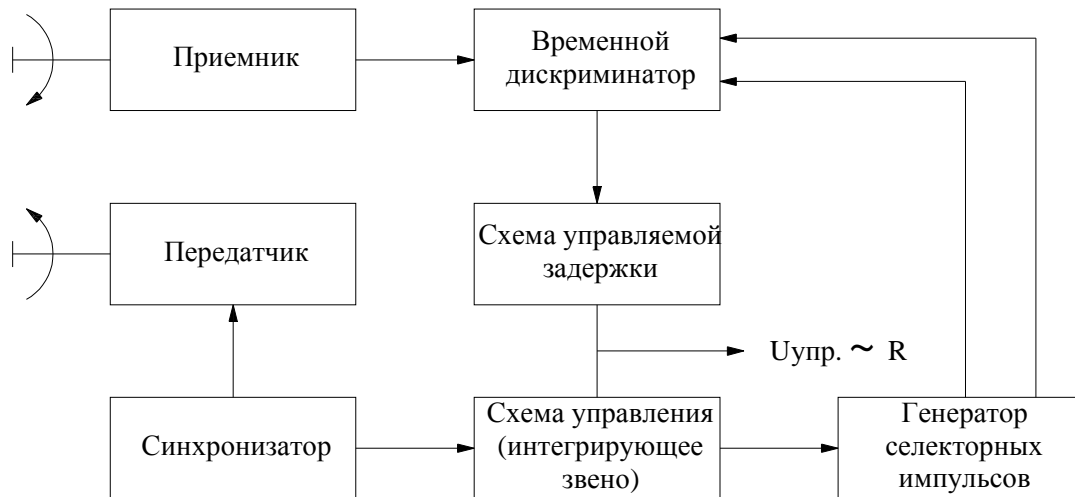 Приемник
Временной
дискриминатор
Передатчик
Схема управляемой
задержки
Uупр. ~ R
Синхронизатор
Схема управления
(интегрирующее
звено)
Генератор
селекторных
импульсов